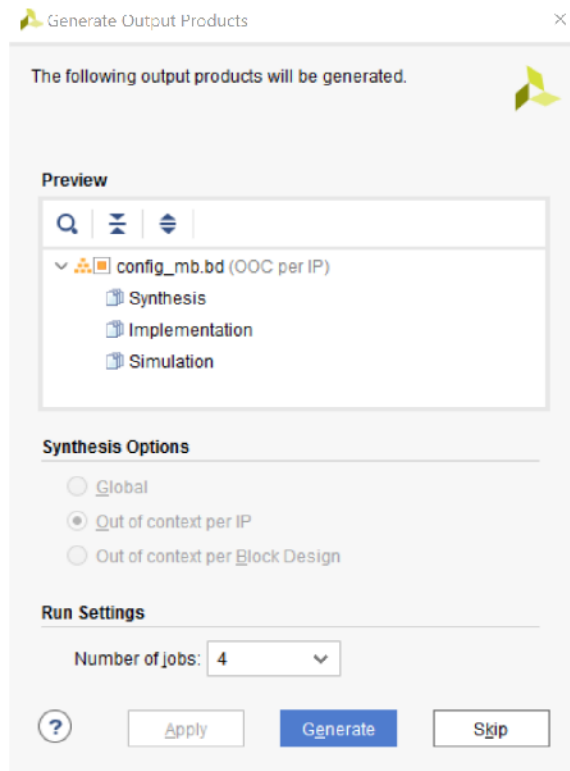 Generate Output Products
The following output products will be generated.
Preview
config_mb.bd (OOC per IP)
Synthesis
Implementation
Simulation
Synthesis Options
Global
Out of context per IP
Out of context per Block Design
Run Settings
Number of jobs: 4
? Apply Generate Skip